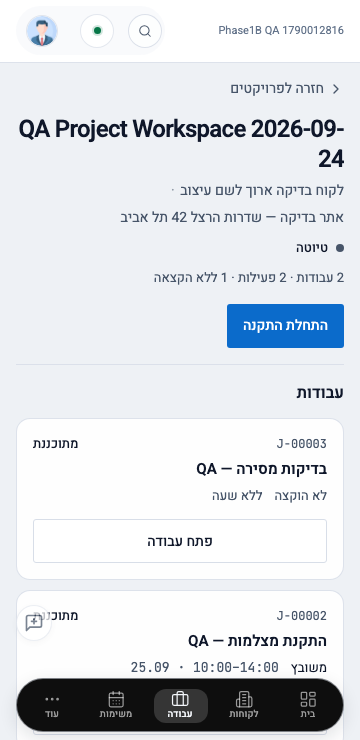 Phase1B QA 1790012816
חזרה לפרויקטים
QA Project Workspace 2026-09-
24
לקוח בדיקה ארוך לשם עיצוב ·
אתר בדיקה — שדרות הרצל 42 תל אביב
טיוטה
2 עבודות · 2 פעילות · 1 ללא הקצאה
התחלת התקנה
עבודות
J-00003 מתוכננת
בדיקות מסירה — QA
לא הוקצה ללא שעה
פתח עבודה
J-00002
התקנת מצלמות — QA
משובץ 25.09 · 10:00–14:00
בית לקוחות עבודה משימות עוד